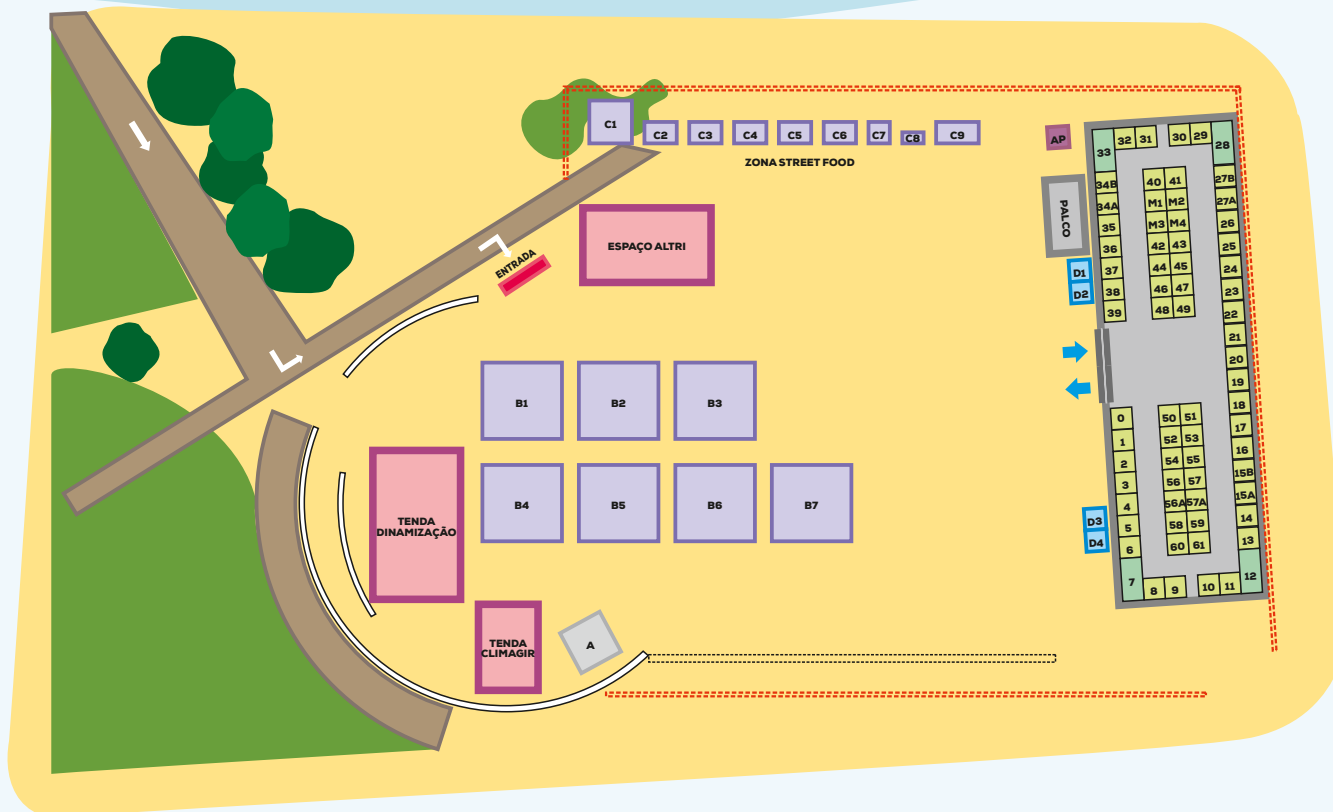 C1
C2
C3
C4
C5
C6
C7
C8
C9
ZONA STREET FOOD
ESPAÇO ALTRI
ENTRADA
B1
B2
B3
B4
B5
B6
B7
TENDA
DINAMIZAÇÃO
TENDA
CLIMAGIR
A
AP
PALCO
D1
D2
D3
D4
33
32
31
30
29
28
34B
34A
35
36
37
38
39
40
41
M1
M2
M3
M4
42
43
44
45
46
47
48
49
27B
27A
26
25
24
23
22
21
20
19
18
17
16
15B
15A
14
13
12
0
1
2
3
4
5
6
7
50
51
52
53
54
55
56
57
56A
57A
58
59
60
61
8
9
10
11